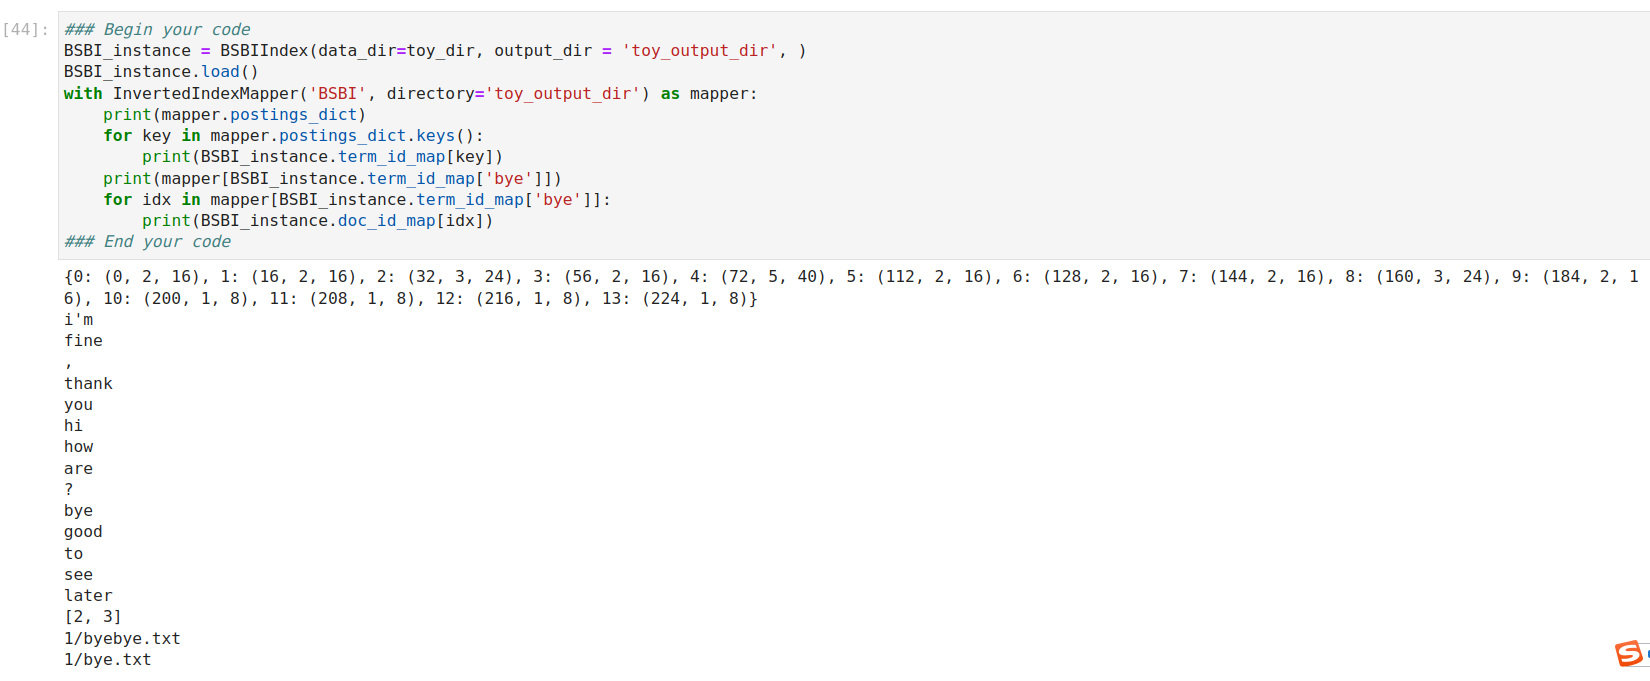 [44]: ### Begin your code
BSBI_instance = BSBIIndex(data_dir=toy_dir, output_dir = 'toy_output_dir', )
BSBI_instance.load()
with InvertedIndexMapper('BSBI', directory='toy_output_dir') as mapper:
    print(mapper.postings_dict)
    for key in mapper.postings_dict.keys():
        print(BSBI_instance.term_id_map[key])
    print(mapper[BSBI_instance.term_id_map['bye']])
    for idx in mapper[BSBI_instance.term_id_map['bye']]:
        print(BSBI_instance.doc_id_map[idx])
### End your code
{0: (0, 2, 16), 1: (16, 2, 16), 2: (32, 3, 24), 3: (56, 2, 16), 4: (72, 5, 40), 5: (112, 2, 16), 6: (128, 2, 16), 7: (144, 2, 16), 8: (160, 3, 24), 9: (184, 2, 1
6), 10: (200, 1, 8), 11: (208, 1, 8), 12: (216, 1, 8), 13: (224, 1, 8)}
i'm
fine
,
thank
you
hi
how
are
?
bye
good
to
see
later
[2, 3]
1/byebye.txt
1/bye.txt